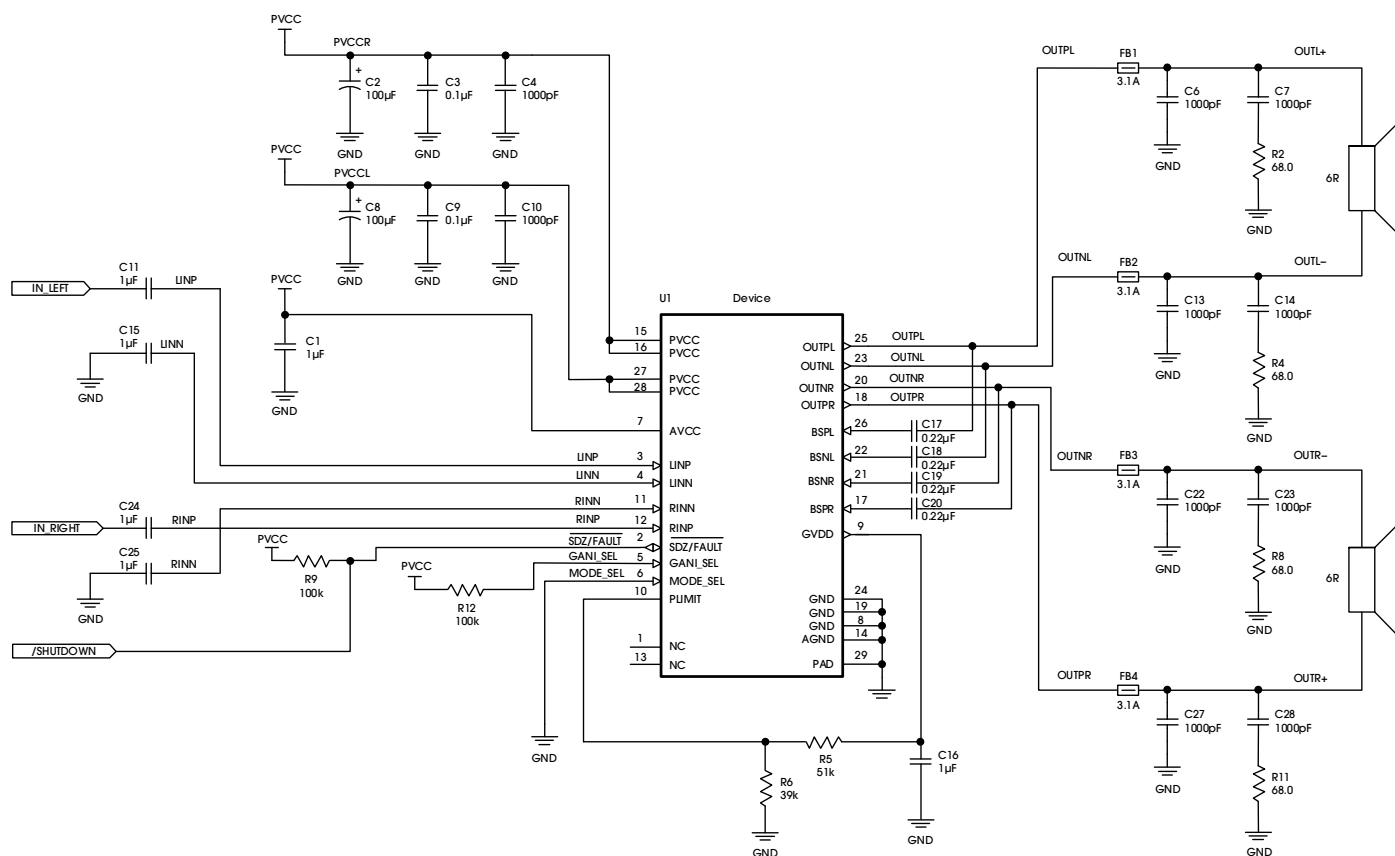 PVCC
PVCCR
C2
100µF
C3
0.1µF
C4
1000pF
GND
GND
GND
PVCC
PVCCL
C8
100µF
C9
0.1µF
C10
1000pF
GND
GND
GND
IN_LEFT
C11
1µF
LINP
C15
1µF
LINN
GND
PVCC
C1
1µF
GND
IN_RIGHT
C24
1µF
RINP
C25
1µF
RINN
GND
PVCC
R9
100k
PVCC
R12
100k
/SHUTDOWN
U1
Device
15
PVCC
16
PVCC
27
PVCC
28
PVCC
7
AVCC
LINP
3
LINP
LINN
4
LINN
11
RINN
RINP
12
RINP
SDZ/FAULT
2
SDZ/FAULT
GANI_SEL
5
GANI_SEL
MODE_SEL
6
MODE_SEL
10
PLIMIT
1
NC
13
NC
OUTPL
25
OUTPL
OUTNL
23
OUTNL
OUTNR
20
OUTNR
OUTPR
18
OUTPR
BSPL
26
C17
0.22µF
BSNL
22
C18
0.22µF
BSNR
21
C19
0.22µF
BSPR
17
C20
0.22µF
GVDD
9
GND
24
GND
19
GND
8
AGND
14
PAD
29
GND
R6
39k
GND
R5
51k
C16
1µF
GND
OUTPL
FB1
3.1A
OUTL+
C6
1000pF
C7
1000pF
GND
R2
68.0
GND
6R
OUTNL
FB2
3.1A
OUTL−
C13
1000pF
C14
1000pF
GND
R4
68.0
GND
OUTNR
FB3
3.1A
OUTR−
C22
1000pF
C23
1000pF
GND
R8
68.0
GND
6R
OUTPR
FB4
3.1A
OUTR+
C27
1000pF
C28
1000pF
GND
R11
68.0
GND